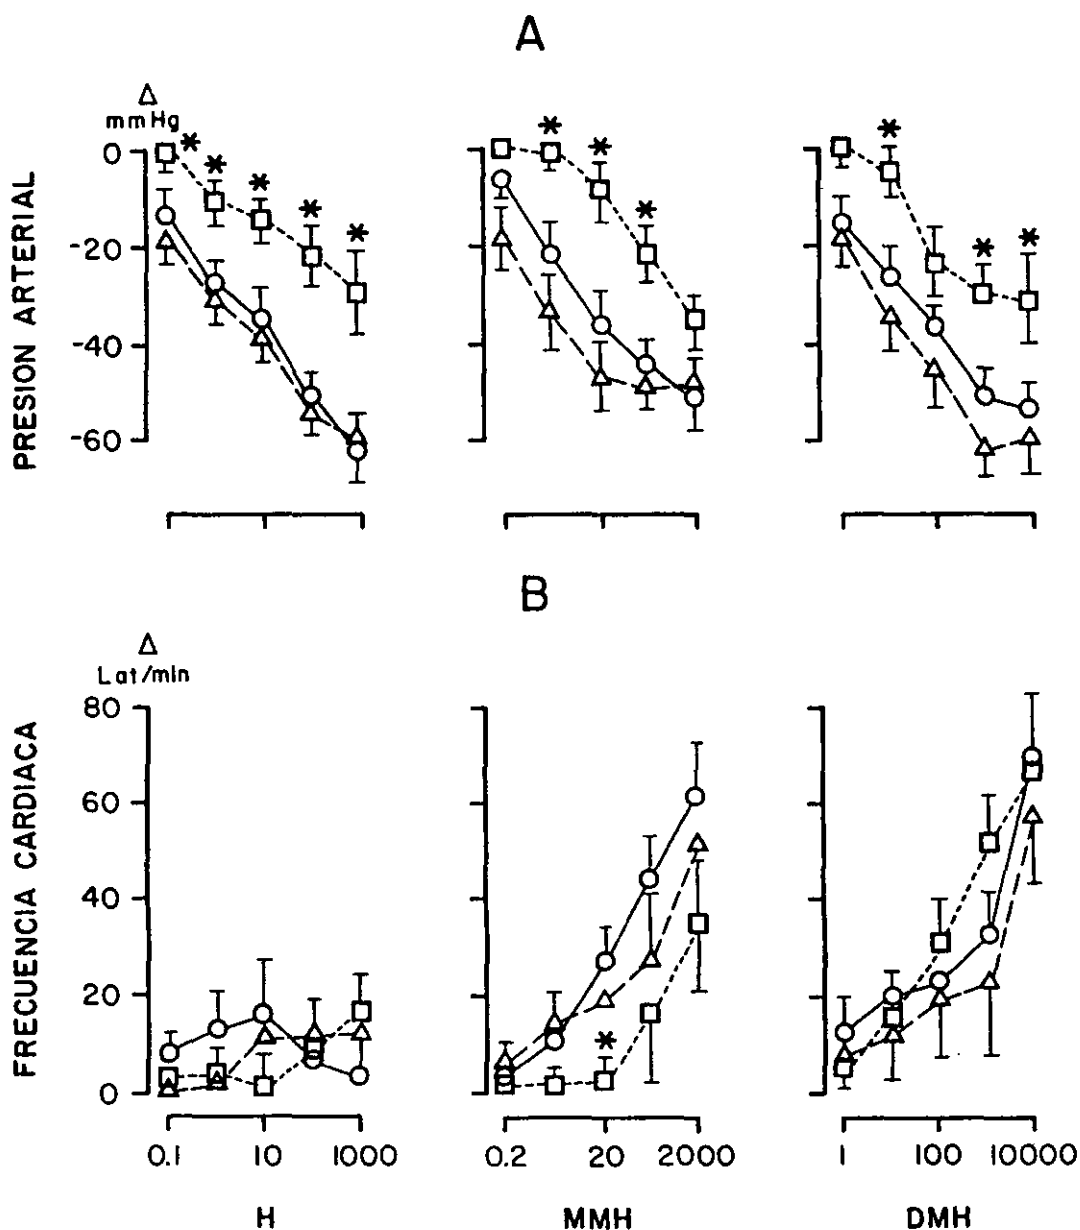 A
Δ
mmHg
* * * * *
* * *
* * *
0
-20
-40
-60
PRESION ARTERIAL
B
Δ
Lat/min
80
60
40
20
0
*
FRECUENCIA CARDIACA
0.1 10 1000
0.2 20 2000
1 100 10000
H MMH DMH